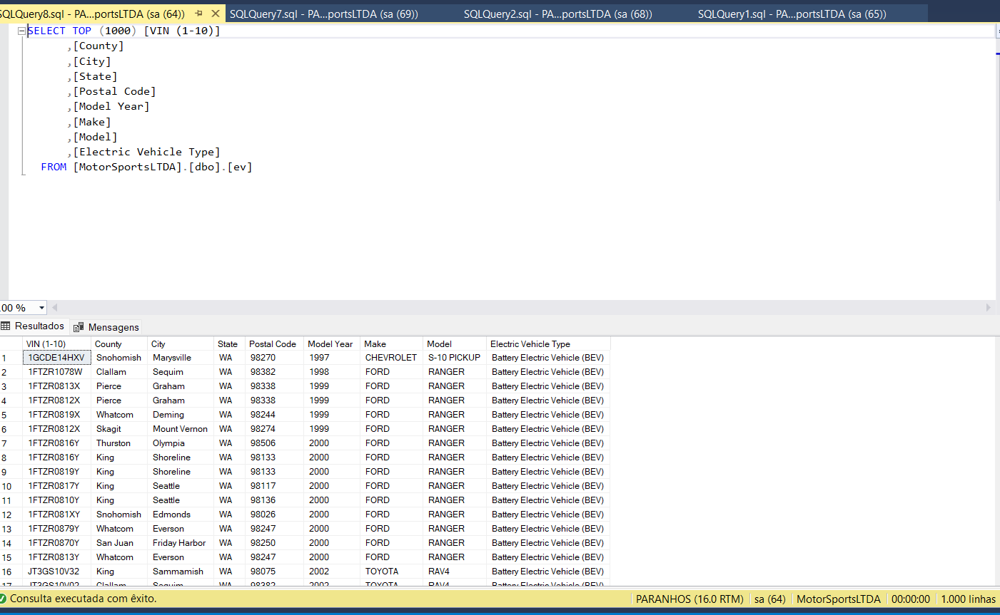 SQLQuery8.sql - PA...portsLTDA (sa (64)) SQLQuery7.sql - PA...portsLTDA (sa (69)) SQLQuery2.sql - PA...portsLTDA (sa (68)) SQLQuery1.sql - PA...portsLTDA (sa (65))
SELECT TOP (1000) [VIN (1-10)]
,[County]
,[City]
,[State]
,[Postal Code]
,[Model Year]
,[Make]
,[Model]
,[Electric Vehicle Type]
FROM [MotorSportsLTDA].[dbo].[ev]
.00 %
Resultados Mensagens
VIN (1-10) County City State Postal Code Model Year Make Model Electric Vehicle Type
1 1GCDE14HXV Snohomish Marysville WA 98270 1997 CHEVROLET S-10 PICKUP Battery Electric Vehicle (BEV)
2 1FTZR1078W Clallam Sequim WA 98382 1998 FORD RANGER Battery Electric Vehicle (BEV)
3 1FTZR0813X Pierce Graham WA 98338 1999 FORD RANGER Battery Electric Vehicle (BEV)
4 1FTZR0812X Pierce Graham WA 98338 1999 FORD RANGER Battery Electric Vehicle (BEV)
5 1FTZR0819X Whatcom Deming WA 98244 1999 FORD RANGER Battery Electric Vehicle (BEV)
6 1FTZR0812X Skagit Mount Vernon WA 98274 1999 FORD RANGER Battery Electric Vehicle (BEV)
7 1FTZR0816Y Thurston Olympia WA 98506 2000 FORD RANGER Battery Electric Vehicle (BEV)
8 1FTZR0816Y King Shoreline WA 98133 2000 FORD RANGER Battery Electric Vehicle (BEV)
9 1FTZR0819Y King Shoreline WA 98133 2000 FORD RANGER Battery Electric Vehicle (BEV)
10 1FTZR0817Y King Seattle WA 98117 2000 FORD RANGER Battery Electric Vehicle (BEV)
11 1FTZR0810Y King Seattle WA 98136 2000 FORD RANGER Battery Electric Vehicle (BEV)
12 1FTZR081XY Snohomish Edmonds WA 98026 2000 FORD RANGER Battery Electric Vehicle (BEV)
13 1FTZR0879Y Whatcom Everson WA 98247 2000 FORD RANGER Battery Electric Vehicle (BEV)
14 1FTZR0870Y San Juan Friday Harbor WA 98250 2000 FORD RANGER Battery Electric Vehicle (BEV)
15 1FTZR0813Y Whatcom Everson WA 98247 2000 FORD RANGER Battery Electric Vehicle (BEV)
16 JT3GS10V32 King Sammamish WA 98075 2002 TOYOTA RAV4 Battery Electric Vehicle (BEV)
17 JT3GS10V02 Clallam Sequim WA 98382 2002 TOYOTA RAV4 Battery Electric Vehicle (BEV)
Consulta executada com êxito. PARANHOS (16.0 RTM) sa (64) MotorSportsLTDA 00:00:00 1.000 linhas